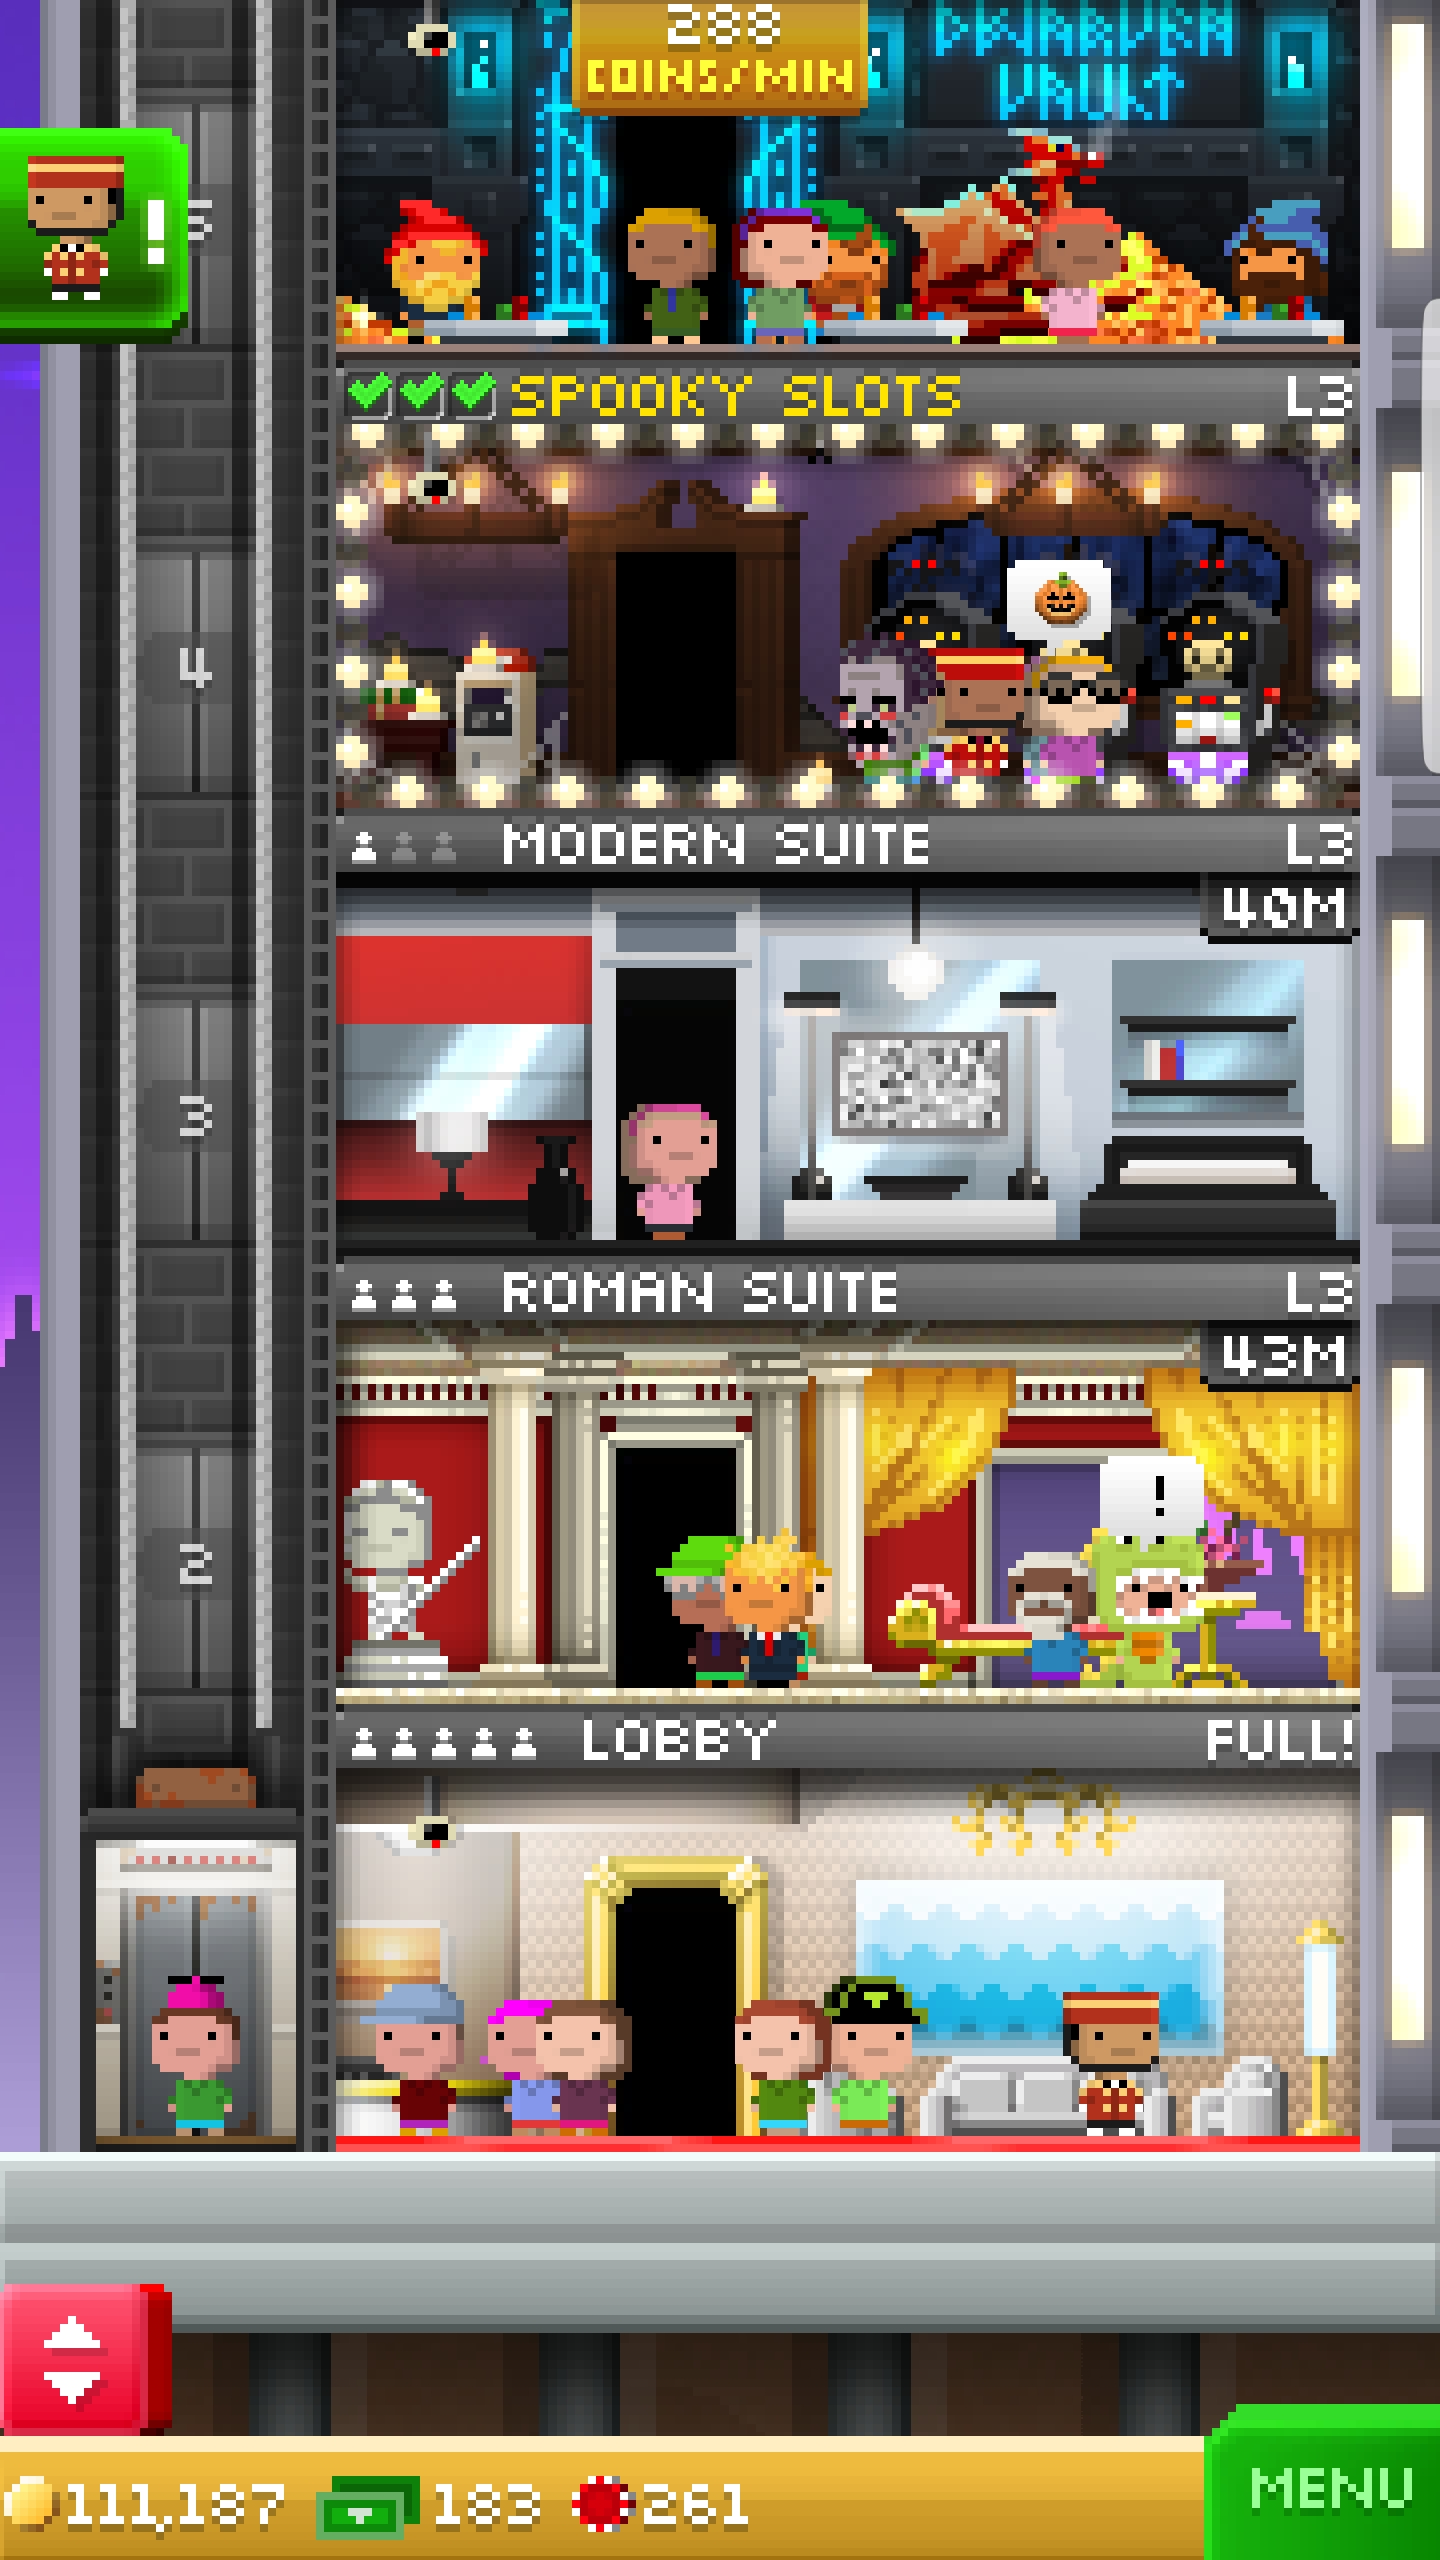 288
COINS/MIN
DWARVEN
VAULT
!
5
SPOOKY SLOTS L3
4
MODERN SUITE L3
40M
3
ROMAN SUITE L3
43M
!
2
LOBBY FULL!
111,187 183 261
MENU